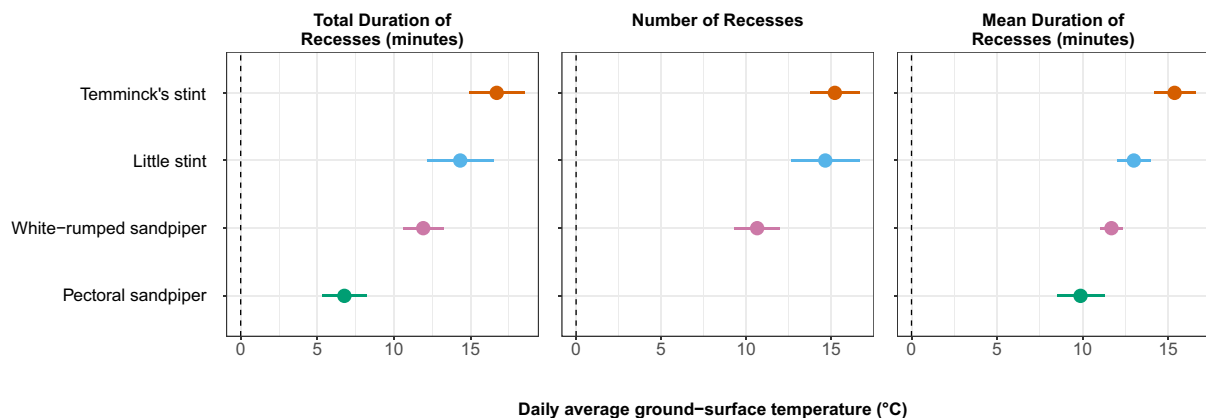 Total Duration of
Recesses (minutes)
Number of Recesses
Mean Duration of
Recesses (minutes)
Temminck's stint
Little stint
White−rumped sandpiper
Pectoral sandpiper
0 5 10 15
0 5 10 15
0 5 10 15
Daily average ground−surface temperature (°C)